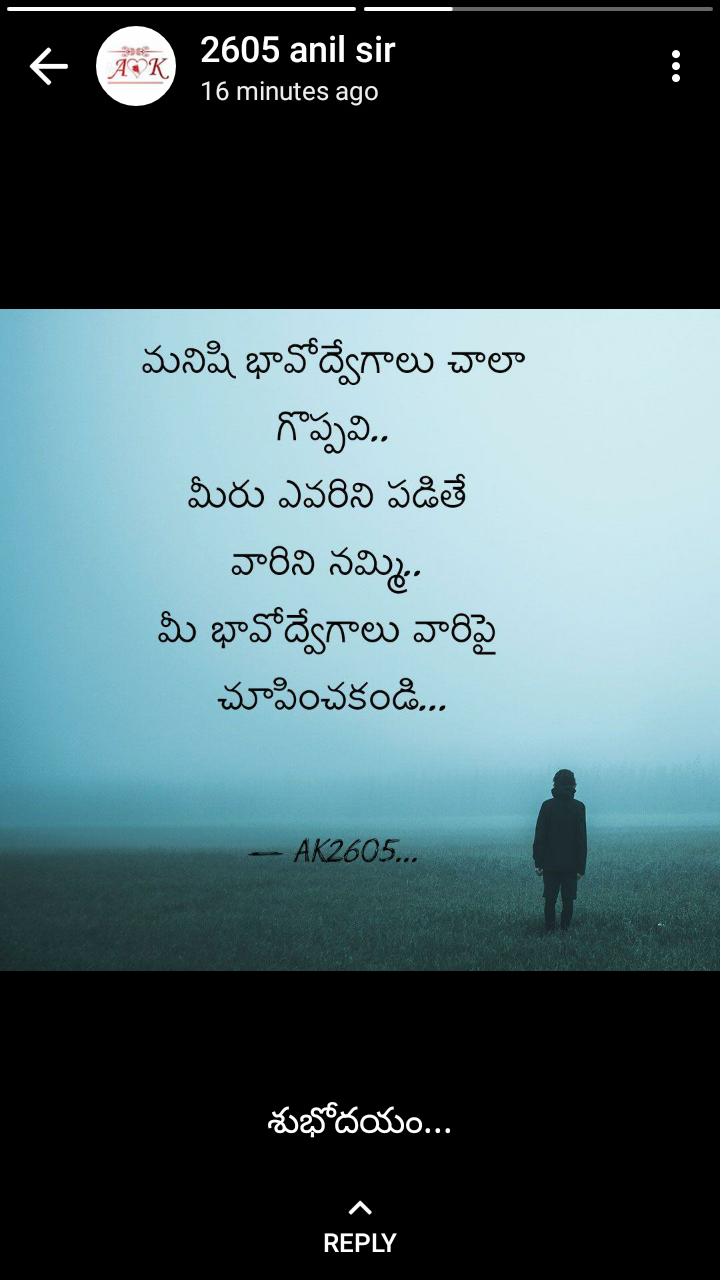 2605 anil sir
16 minutes ago
A K
మనిషి భావోద్వేగాలు చాలా
గొప్పవి..
మీరు ఎవరిని పడితే
వారిని నమ్మి..
మీ భావోద్వేగాలు వారిపై
చూపించకండి...
— AK2605...
శుభోదయం...
REPLY